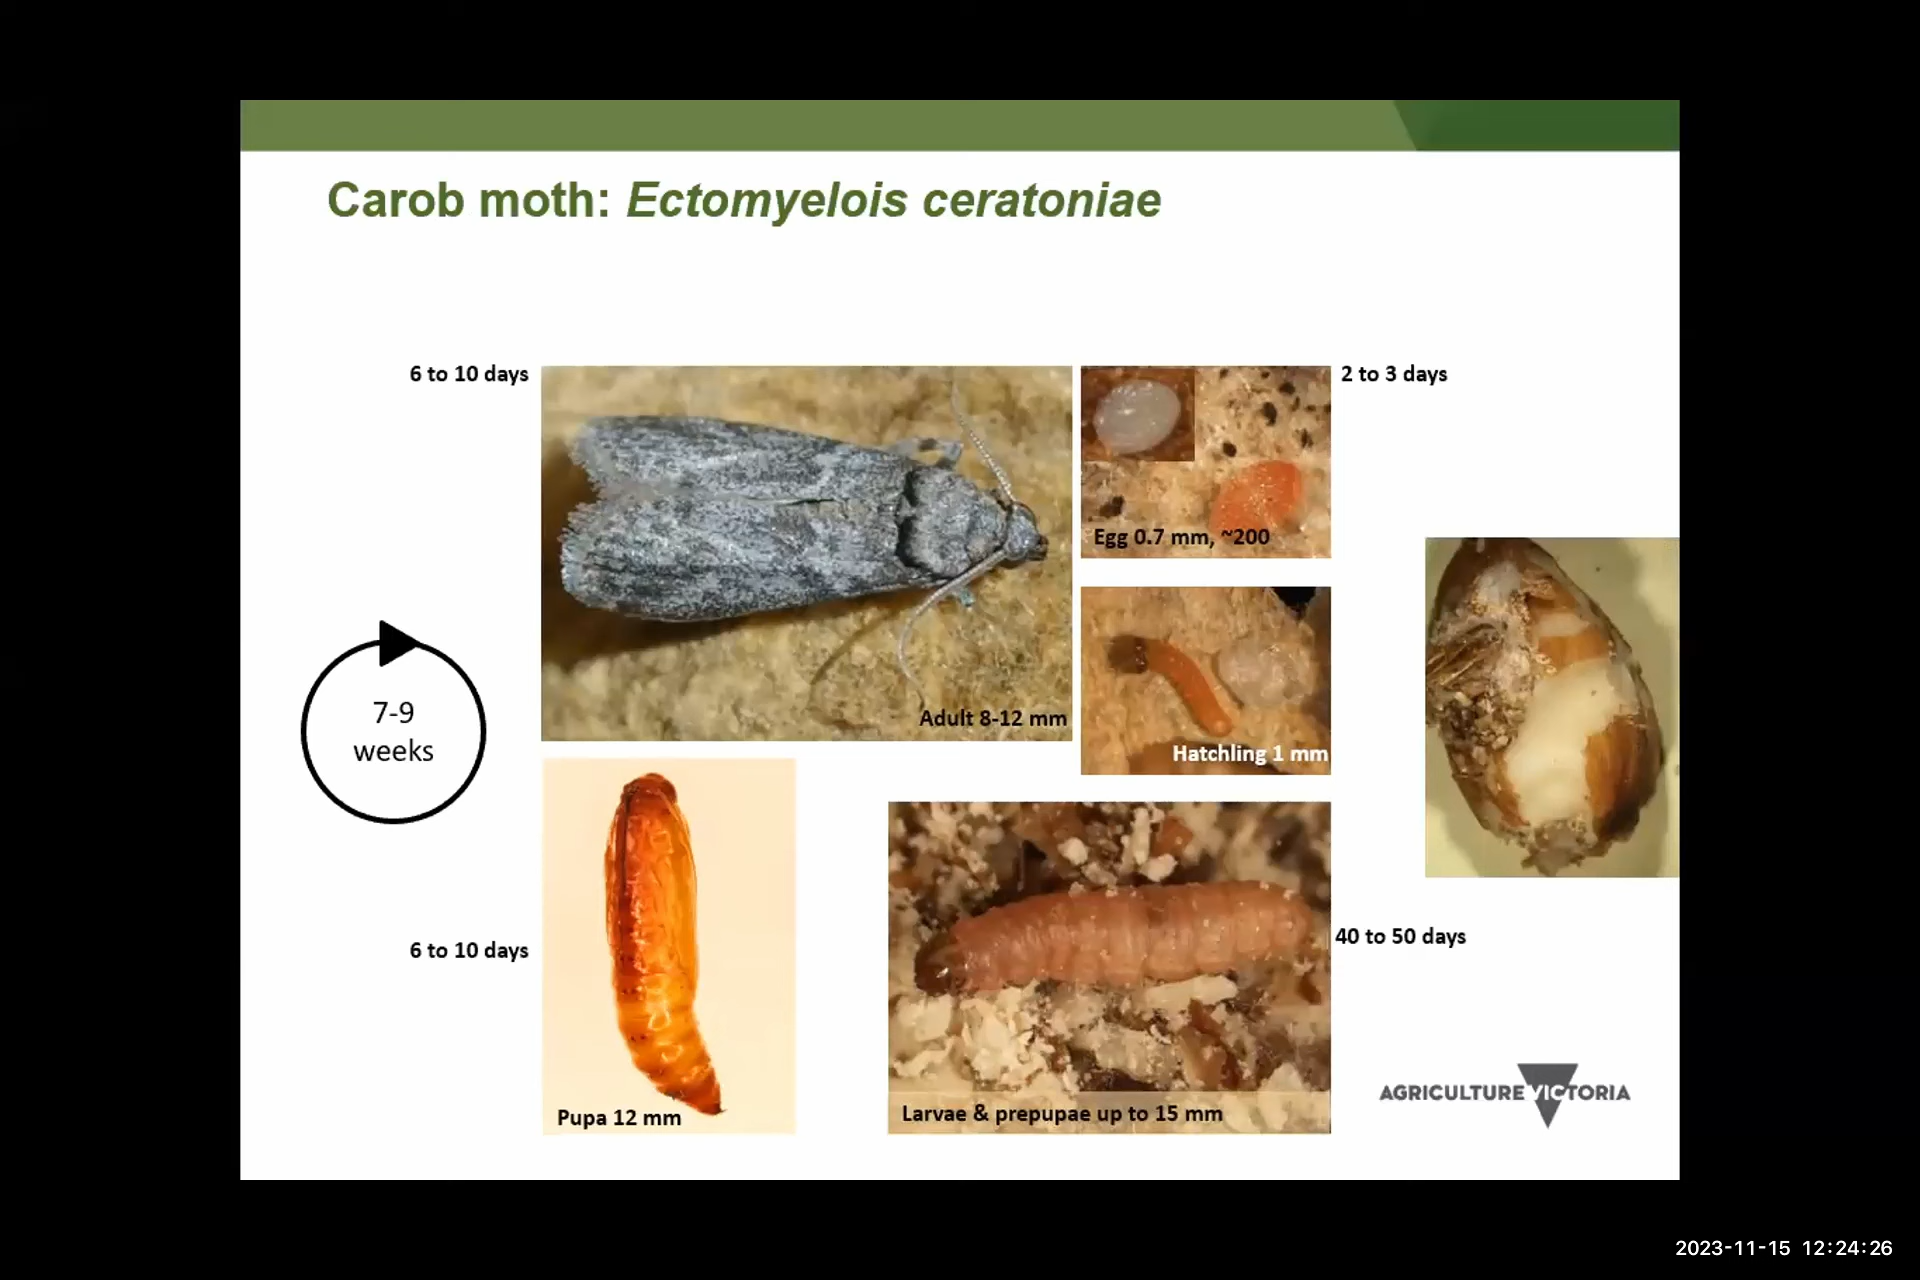 Carob moth: Ectomyelois ceratoniae
6 to 10 days
2 to 3 days
Egg 0.7 mm, ~200
Adult 8-12 mm
Hatchling 1 mm
7-9
weeks
6 to 10 days
40 to 50 days
Pupa 12 mm
Larvae & prepupae up to 15 mm
AGRICULTURE VICTORIA
2023-11-15 12:24:26